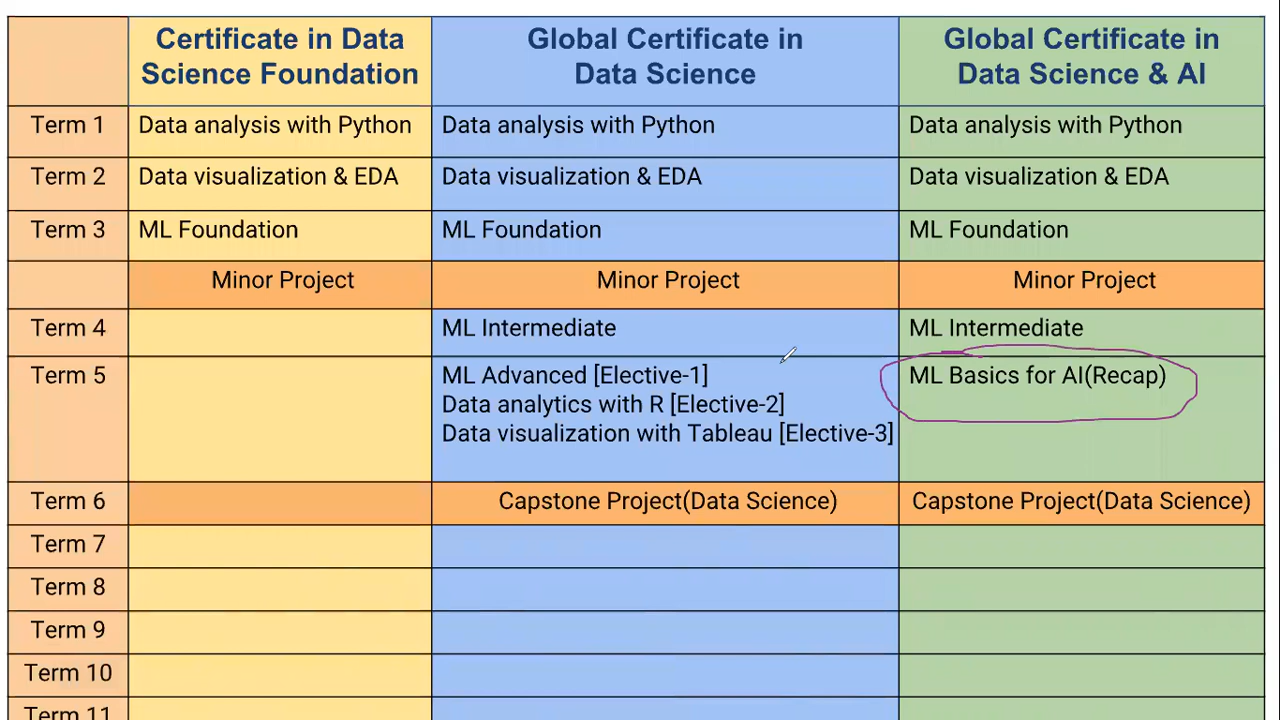 Certificate in Data
Science Foundation
Global Certificate in
Data Science
Global Certificate in
Data Science & AI
Term 1
Data analysis with Python
Data analysis with Python
Data analysis with Python
Term 2
Data visualization & EDA
Data visualization & EDA
Data visualization & EDA
Term 3
ML Foundation
ML Foundation
ML Foundation
Minor Project
Minor Project
Minor Project
Term 4
ML Intermediate
ML Intermediate
Term 5
ML Advanced [Elective-1]
Data analytics with R [Elective-2]
Data visualization with Tableau [Elective-3]
ML Basics for AI(Recap)
Term 6
Capstone Project(Data Science)
Capstone Project(Data Science)
Term 7
Term 8
Term 9
Term 10
Term 11